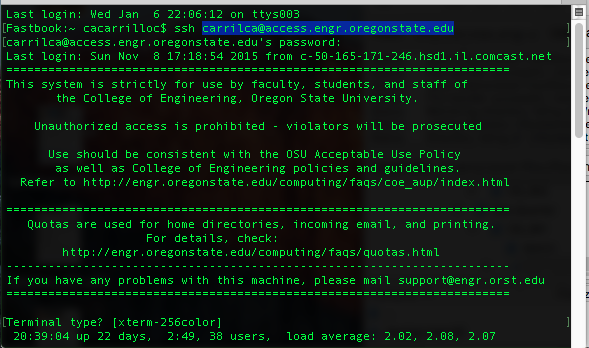 Last login: Wed Jan  6 22:06:12 on ttys003
[Fastbook:~ cacarrilloc$ ssh carrilca@access.engr.oregonstate.edu ]
[carrilca@access.engr.oregonstate.edu's password: ]
Last login: Sun Nov  8 17:18:54 2015 from c-50-165-171-246.hsd1.il.comcast.net
========================================================================
This system is strictly for use by faculty, students, and staff of
the College of Engineering, Oregon State University.
Unauthorized access is prohibited - violators will be prosecuted
Use should be consistent with the OSU Acceptable Use Policy
as well as College of Engineering policies and guidelines.
Refer to http://engr.oregonstate.edu/computing/faqs/coe_aup/index.html
========================================================================
Quotas are used for home directories, incoming email, and printing.
For details, check:
http://engr.oregonstate.edu/computing/faqs/quotas.html
------------------------------------------------------------------------
If you have any problems with this machine, please mail support@engr.orst.edu
========================================================================
[Terminal type? [xterm-256color] ]
20:39:04 up 22 days,  2:49, 38 users,  load average: 2.02, 2.08, 2.07